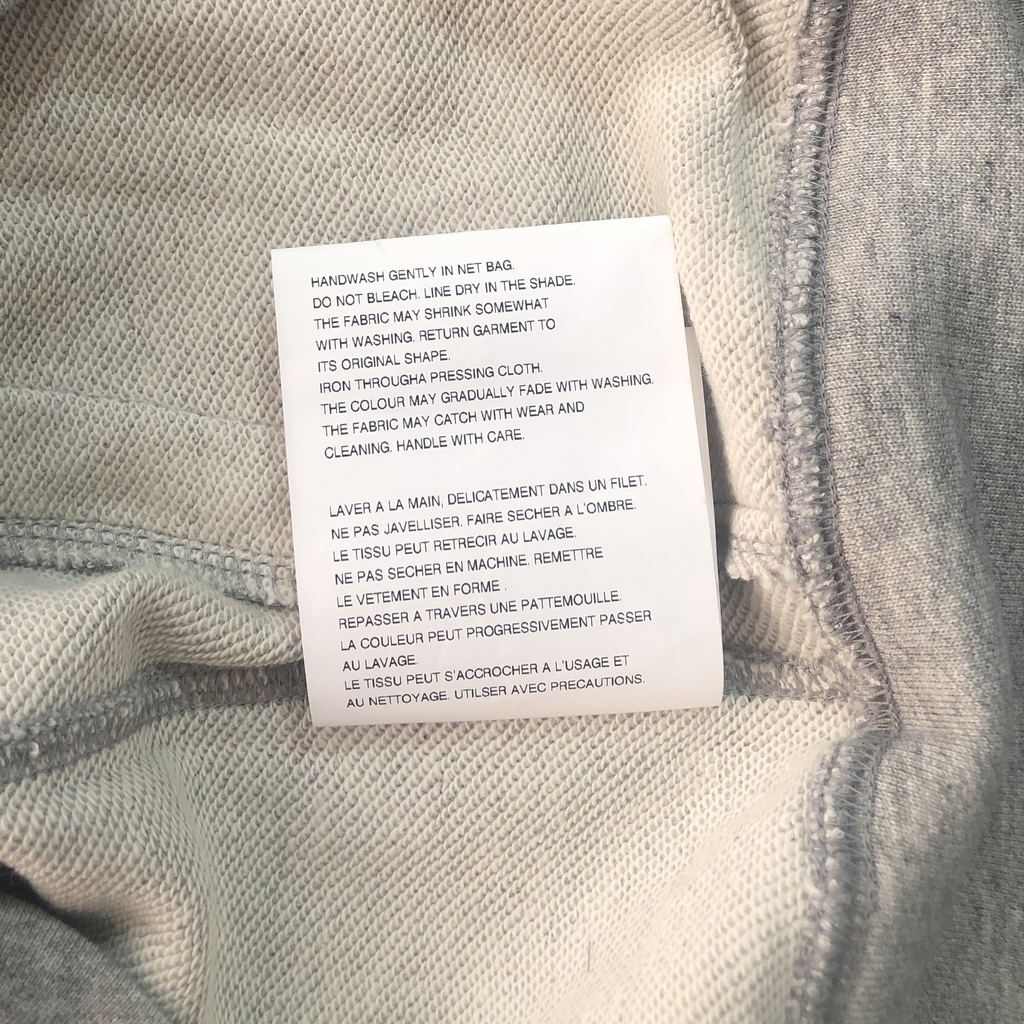 HANDWASH GENTLY IN NET BAG.
DO NOT BLEACH. LINE DRY IN THE SHADE.
THE FABRIC MAY SHRINK SOMEWHAT
WITH WASHING. RETURN GARMENT TO
ITS ORIGINAL SHAPE.
IRON THROUGHA PRESSING CLOTH.
THE COLOUR MAY GRADUALLY FADE WITH WASHING.
THE FABRIC MAY CATCH WITH WEAR AND
CLEANING. HANDLE WITH CARE.
LAVER A LA MAIN, DELICATEMENT DANS UN FILET.
NE PAS JAVELLISER. FAIRE SECHER A L'OMBRE.
LE TISSU PEUT RETRECIR AU LAVAGE.
NE PAS SECHER EN MACHINE. REMETTRE
LE VETEMENT EN FORME .
REPASSER A TRAVERS UNE PATTEMOUILLE.
LA COULEUR PEUT PROGRESSIVEMENT PASSER
AU LAVAGE.
LE TISSU PEUT S'ACCROCHER A L'USAGE ET
AU NETTOYAGE. UTILSER AVEC PRECAUTIONS.